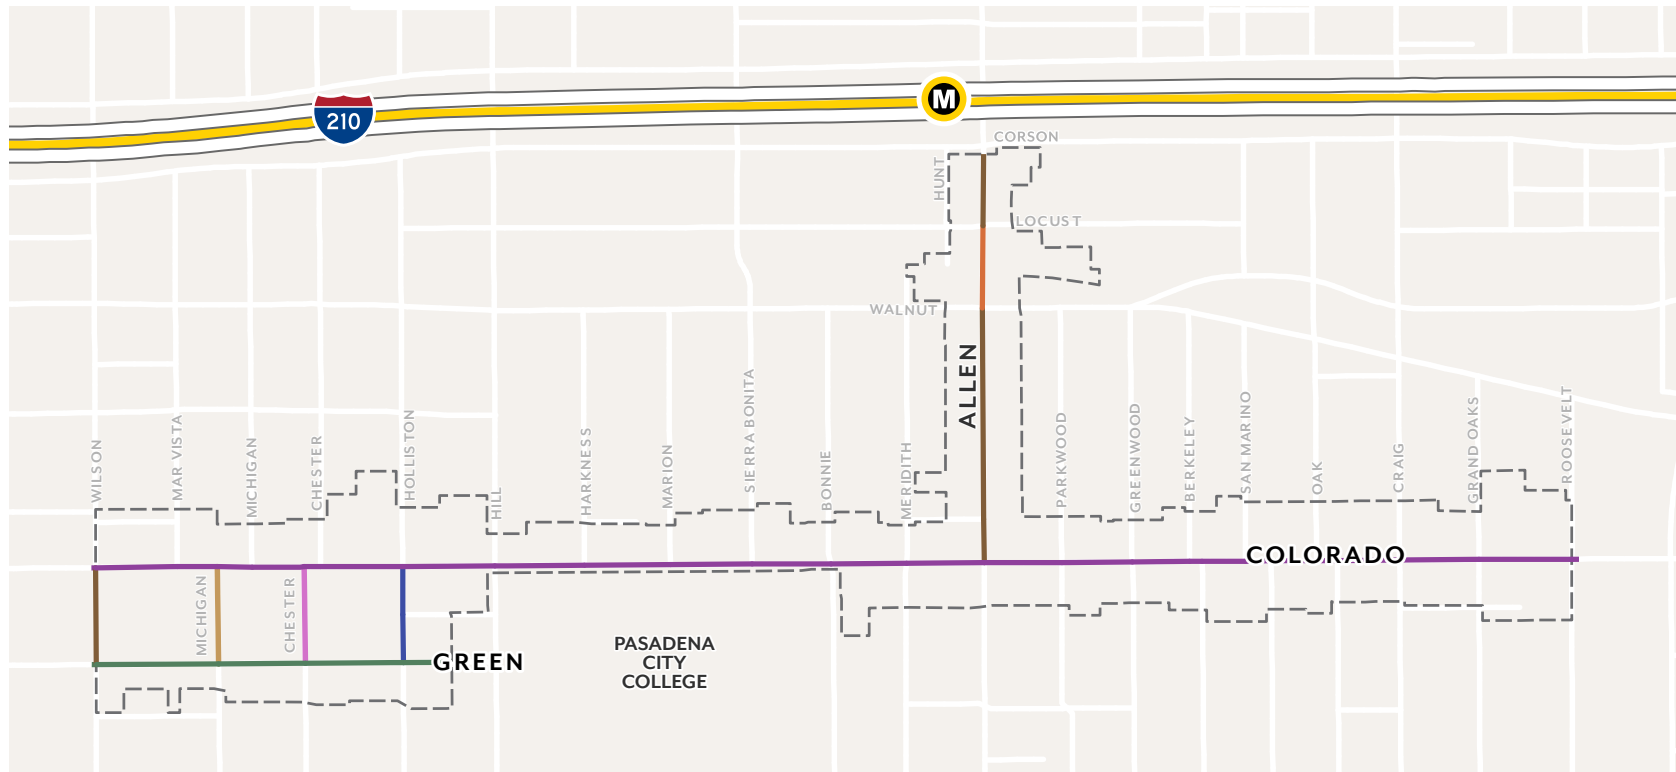 M
210
CORSON
HUNT
LOCUST
WALNUT
ALLEN
WILSON
MAR VISTA
MICHIGAN
CHESTER
HOLLISTON
HILL
HARKNESS
MARION
SIERRA BONITA
BONNIE
MERIDITH
PARKWOOD
GREENWOOD
BERKELEY
SAN MARINO
OAK
CRAIG
GRAND OAKS
ROOSEVELT
COLORADO
MICHIGAN
CHESTER
GREEN
PASADENA
CITY
COLLEGE